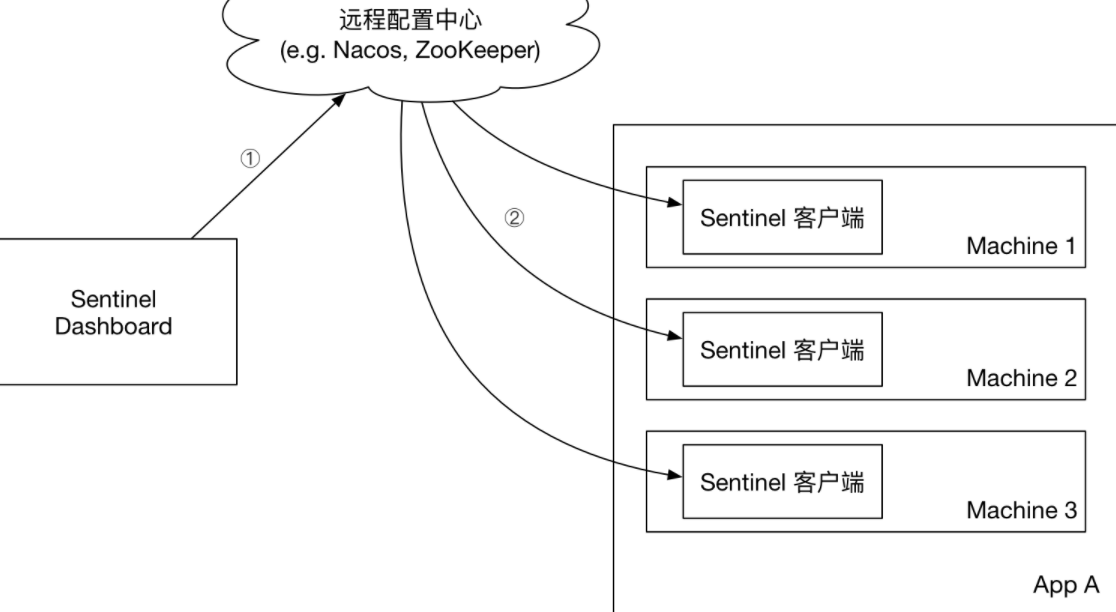 远程配置中心
(e.g. Nacos, ZooKeeper)
①
②
Sentinel
Dashboard
Sentinel 客户端
Machine 1
Sentinel 客户端
Machine 2
Sentinel 客户端
Machine 3
App A